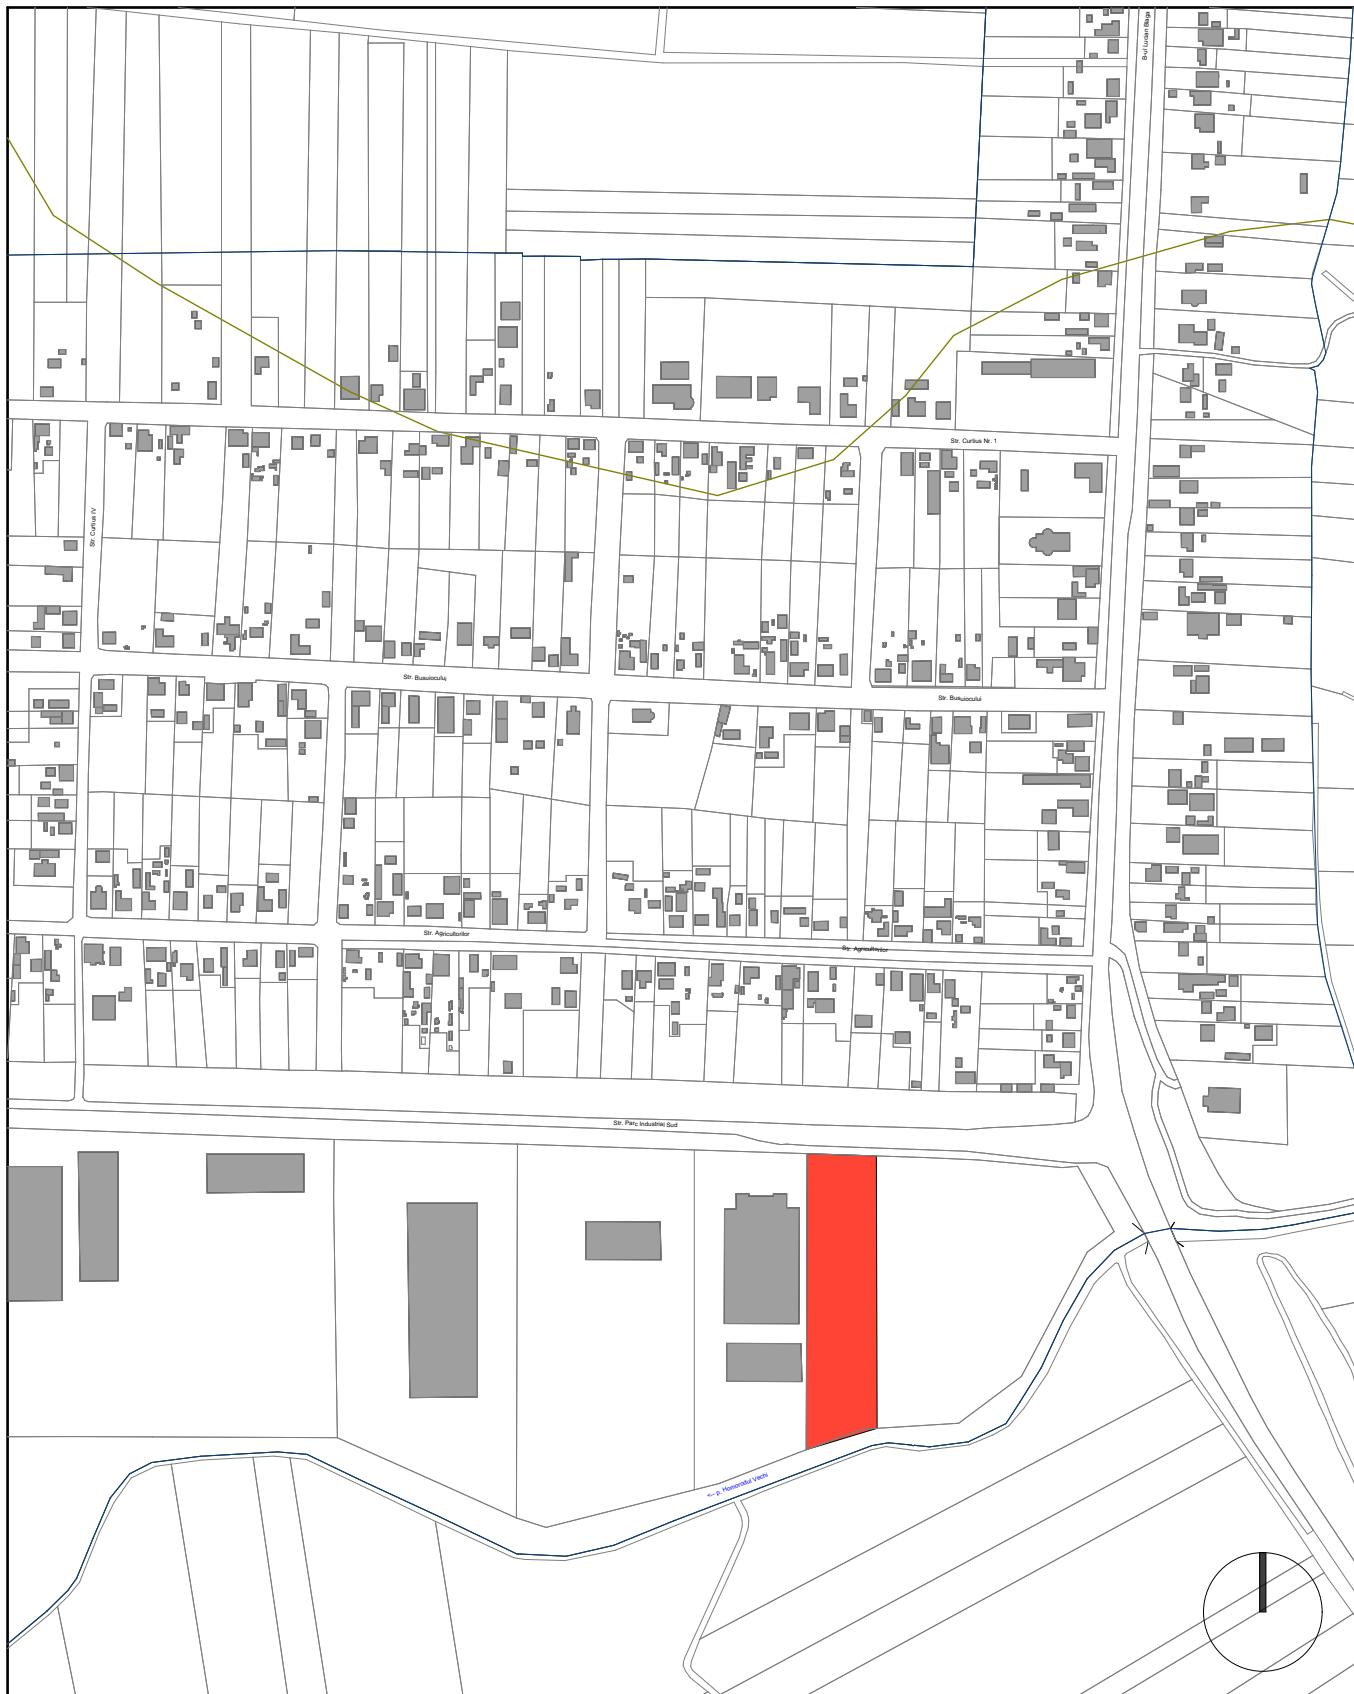 B-ul Lucian Blaga
Str. Curtius Nr. 1
Str. Curtius IV
Str. Busuiocului
Str. Busuiocului
Str. Agricultorilor
Str. Agricultorilor
Str. Parc Industrial Sud
<-- p. Homorodul Vechi